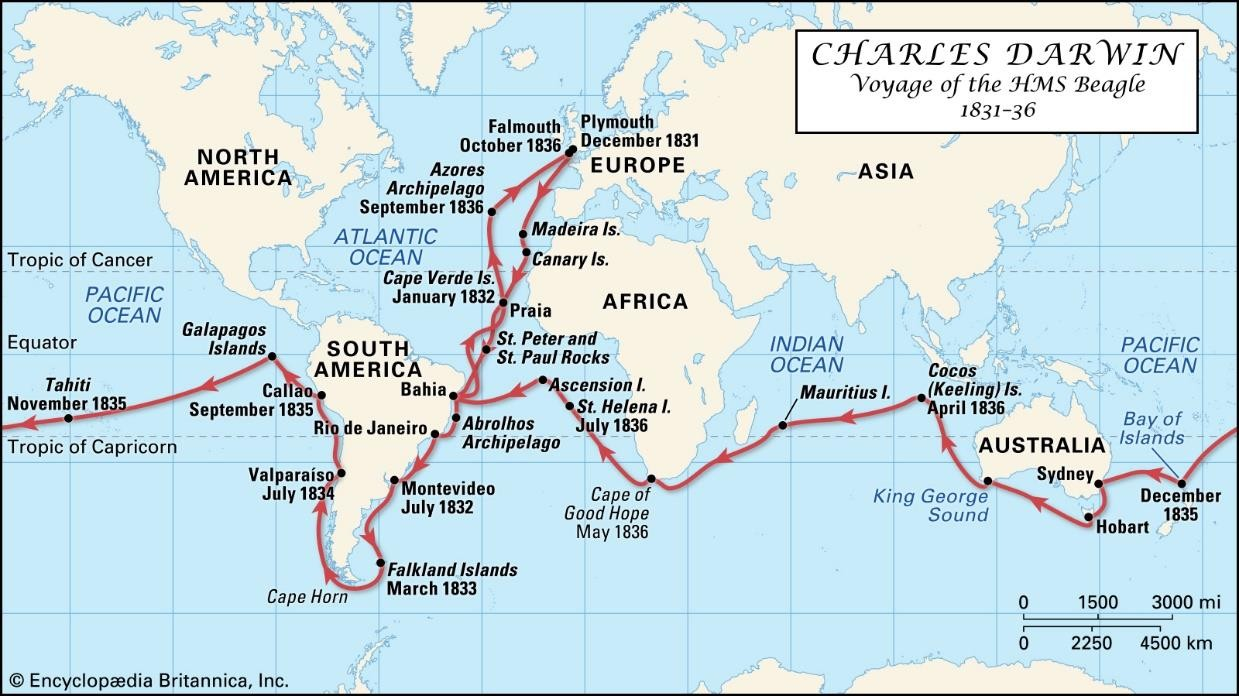 CHARLES DARWIN
Voyage of the HMS Beagle
1831–36
Falmouth
October 1836
Plymouth
December 1831
NORTH
AMERICA
EUROPE
ASIA
Azores
Archipelago
September 1836
Madeira Is.
ATLANTIC
OCEAN
Canary Is.
Tropic of Cancer
Cape Verde Is.
January 1832
Praia
AFRICA
PACIFIC
OCEAN
Galapagos
Islands
Equator
SOUTH
AMERICA
St. Peter and
St. Paul Rocks
INDIAN
OCEAN
PACIFIC
OCEAN
Tahiti
November 1835
Callao
September 1835
Bahia
Ascension I.
Mauritius I.
Cocos
(Keeling) Is.
April 1836
St. Helena I.
July 1836
Rio de Janeiro
Abrolhos
Archipelago
Bay of
Islands
Tropic of Capricorn
AUSTRALIA
Valparaíso
July 1834
Sydney
Montevideo
July 1832
Cape of
Good Hope
May 1836
King George
Sound
December
1835
Hobart
Falkland Islands
March 1833
Cape Horn
0 1500 3000 mi
0 2250 4500 km
© Encyclopædia Britannica, Inc.